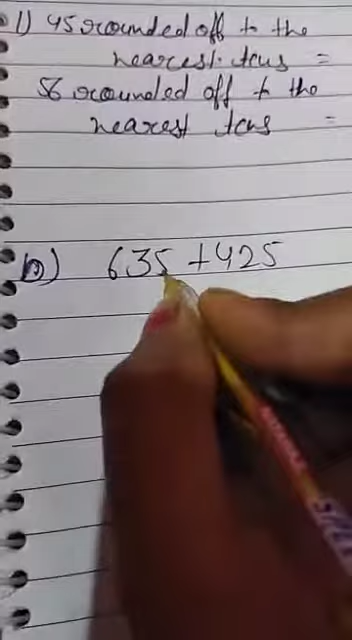 1) 45 rounded off to the
nearest tens =
56 rounded off to the
nearest tens =
b) 635 + 425